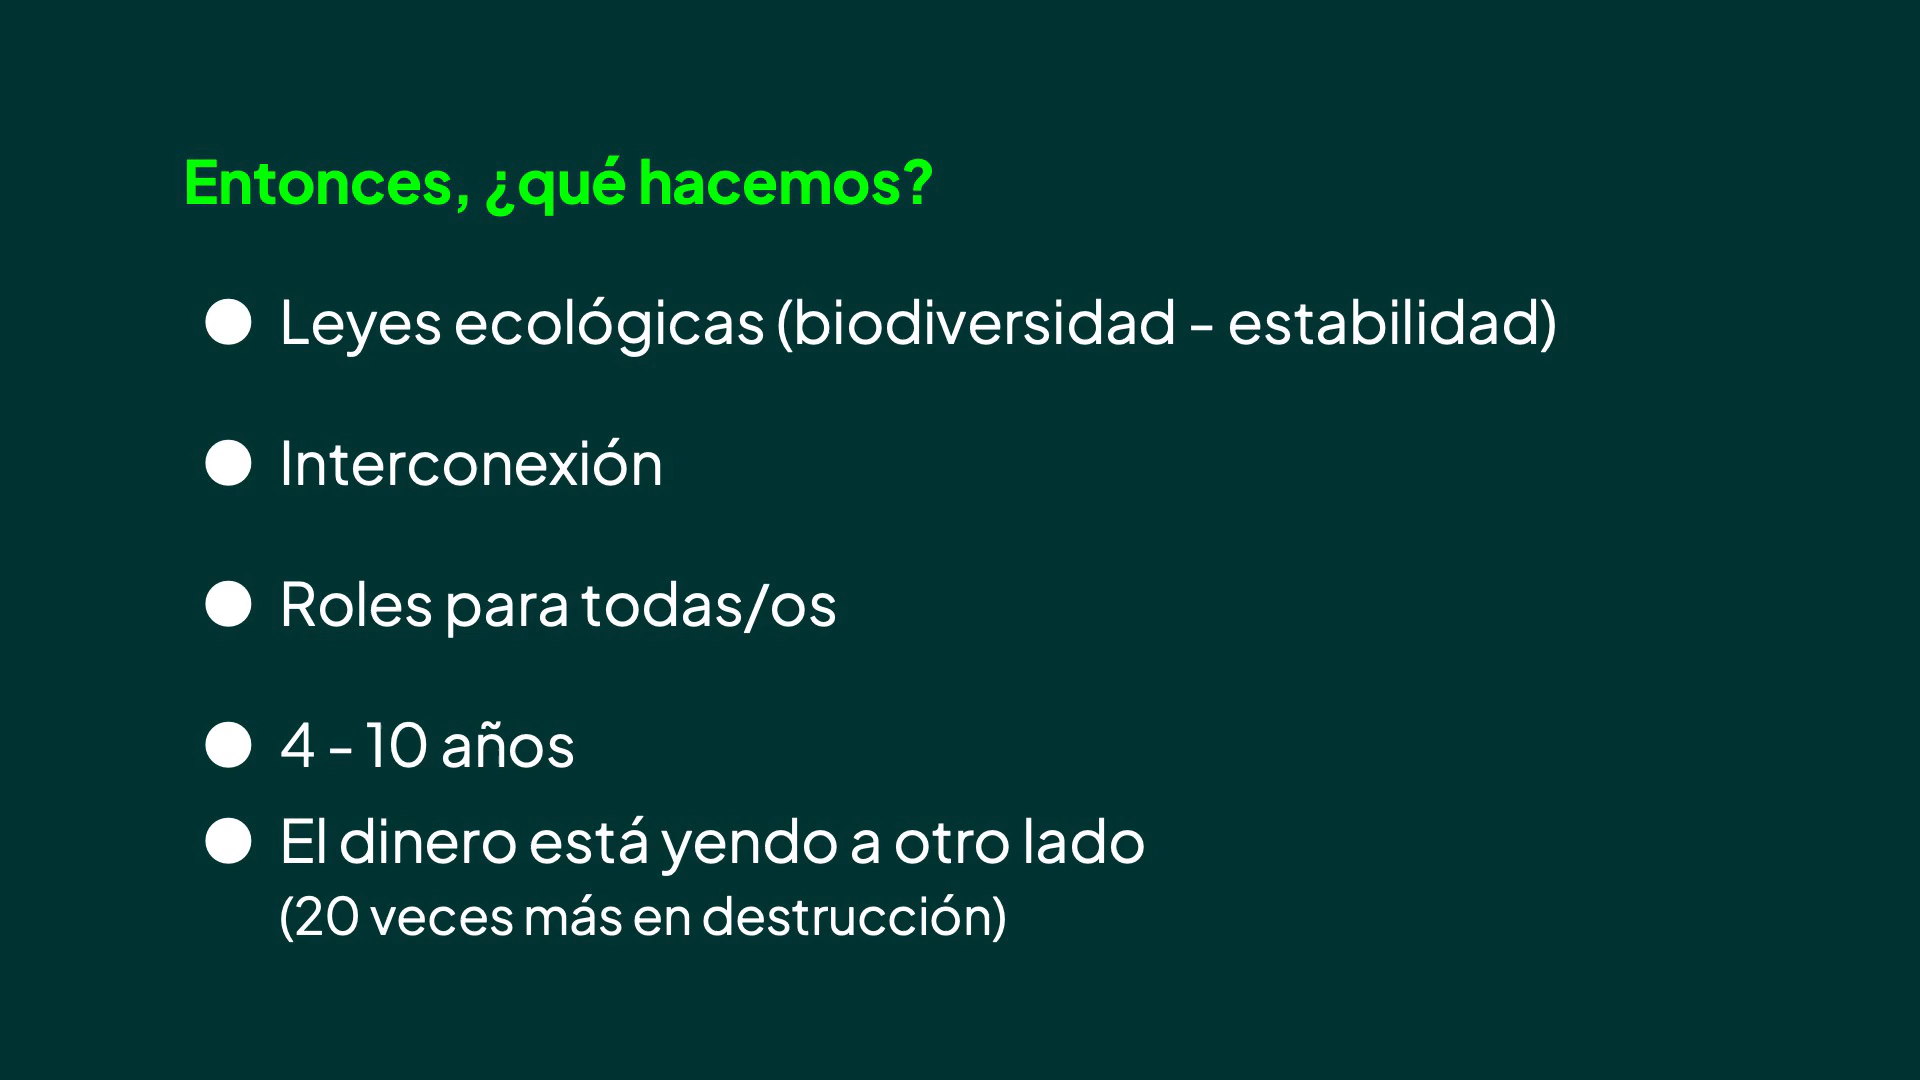 Entonces, ¿qué hacemos?
● Leyes ecológicas (biodiversidad - estabilidad)
● Interconexión
● Roles para todas/os
● 4 - 10 años
● El dinero está yendo a otro lado
(20 veces más en destrucción)